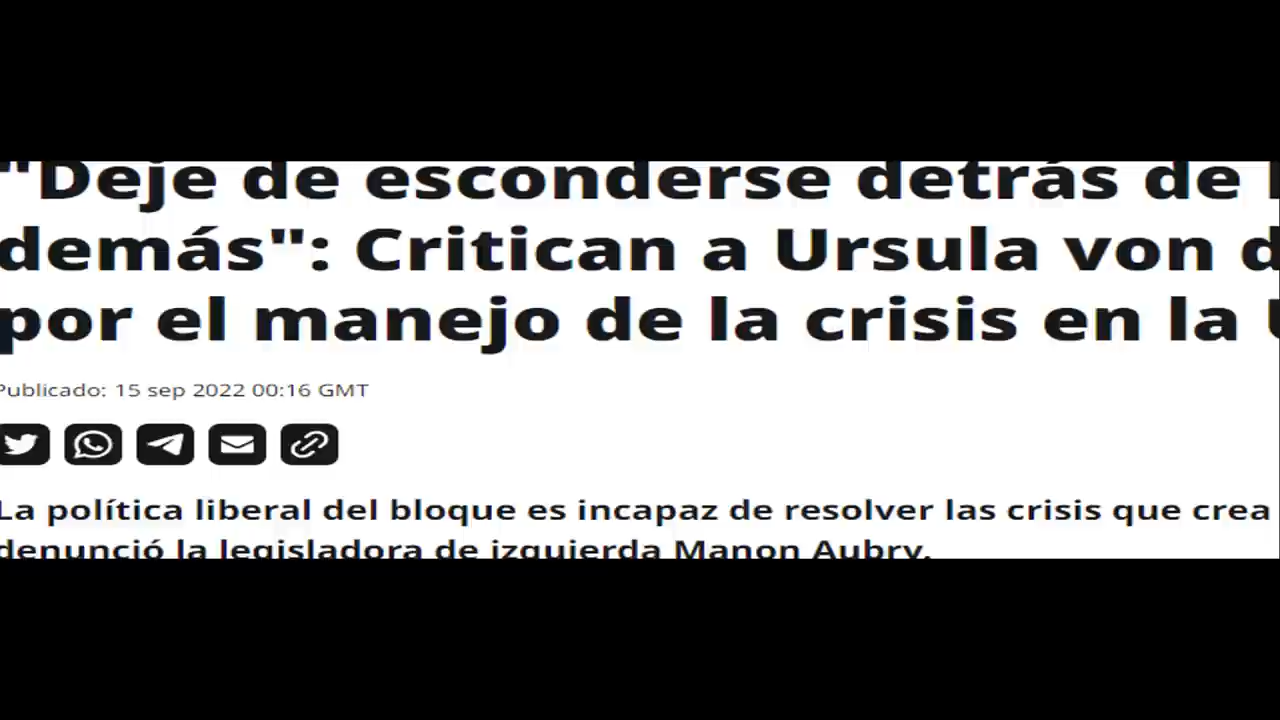 "Deje de esconderse detrás de
demás": Critican a Ursula von d
por el manejo de la crisis en la
Publicado: 15 sep 2022 00:16 GMT
La política liberal del bloque es incapaz de resolver las crisis que crea
denunció la legisladora de izquierda Manon Aubry.